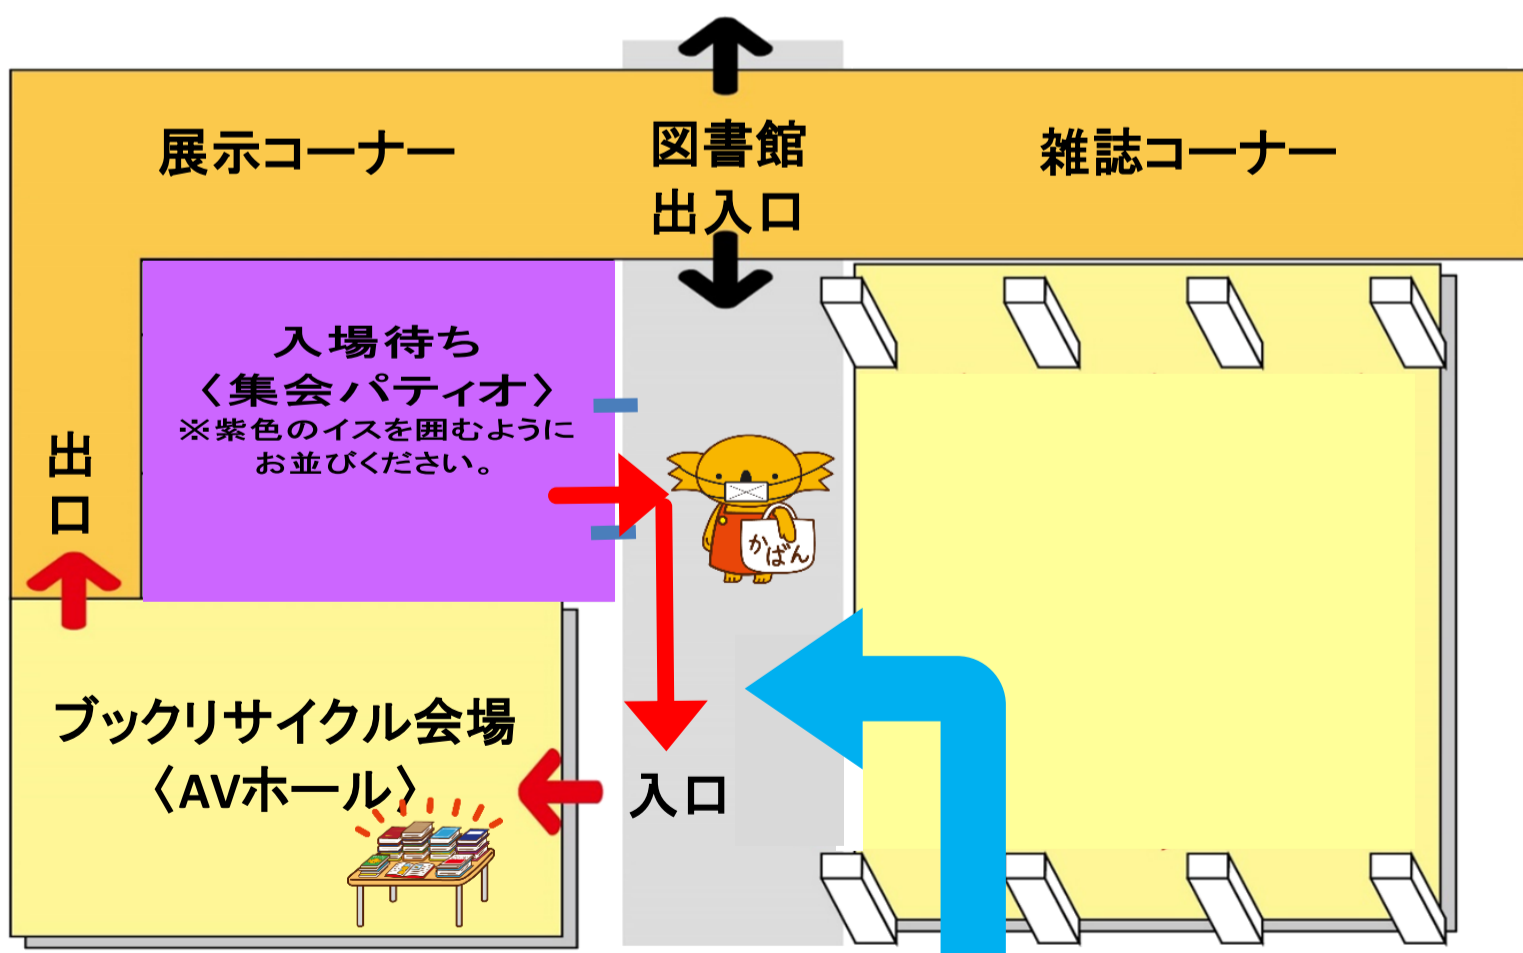 展示コーナー
図書館
出入口
雑誌コーナー
入場待ち
〈集会パティオ〉
※紫色のイスを囲むように
お並びください。
出
口
かばん
ブックリサイクル会場
〈AVホール〉
入口